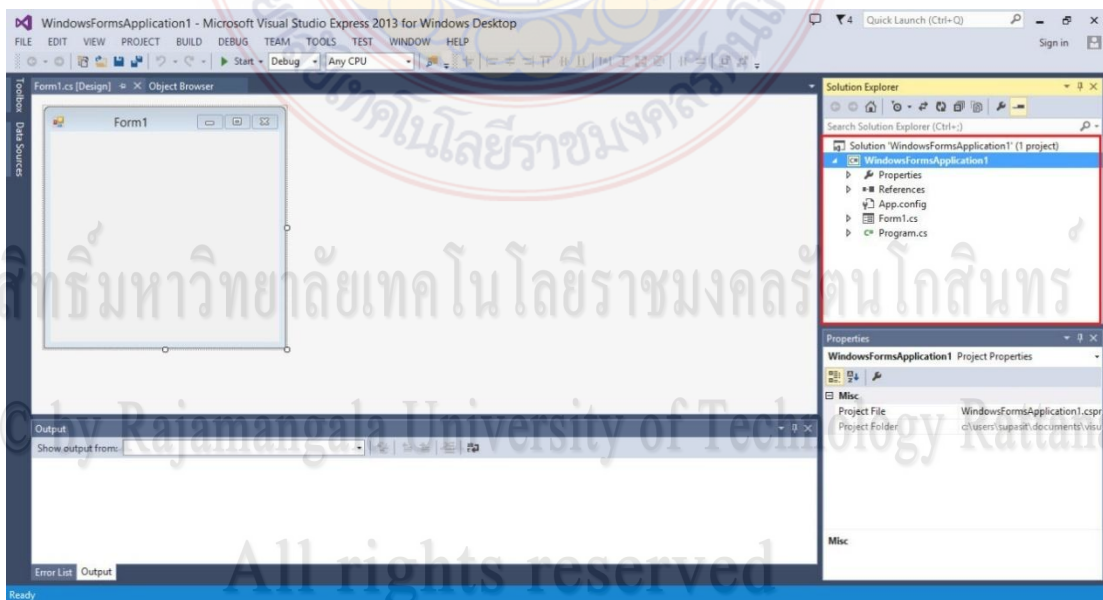 WindowsFormsApplication1 - Microsoft Visual Studio Express 2013 for Windows Desktop
4
Quick Launch (Ctrl+Q)
FILE EDIT VIEW PROJECT BUILD DEBUG TEAM TOOLS TEST WINDOW HELP
Sign in
Start Debug Any CPU
Toolbox
Data Sources
Form1.cs [Design] Object Browser
Form1
Solution Explorer
Search Solution Explorer (Ctrl+;)
Solution 'WindowsFormsApplication1' (1 project)
WindowsFormsApplication1
Properties
References
App.config
Form1.cs
Program.cs
Properties
WindowsFormsApplication1 Project Properties
Misc
Project File WindowsFormsApplication1.cspr
Project Folder c:\users\supasit\documents\visu
Misc
Output
Show output from:
Error List Output
Ready
สิทธิ์มหาวิทยาลัยเทคโนโลยีราชมงคลรัตนโกสินทร์
© by Rajamangala University of Technology Rattana
All rights reserved